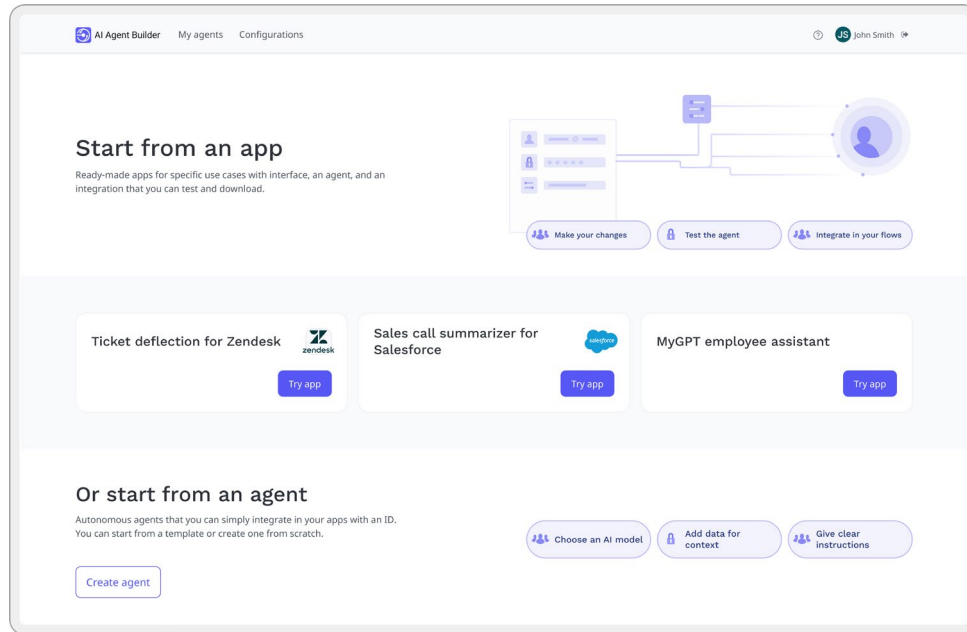 AI Agent Builder My agents Configurations
JS John Smith
Start from an app
Ready-made apps for specific use cases with interface, an agent, and an
integration that you can test and download.
Make your changes
Test the agent
Integrate in your flows
Ticket deflection for Zendesk
zendesk
Try app
Sales call summarizer for
Salesforce
salesforce
Try app
MyGPT employee assistant
Try app
Or start from an agent
Autonomous agents that you can simply integrate in your apps with an ID.
You can start from a template or create one from scratch.
Choose an AI model
Add data for
context
Give clear
instructions
Create agent